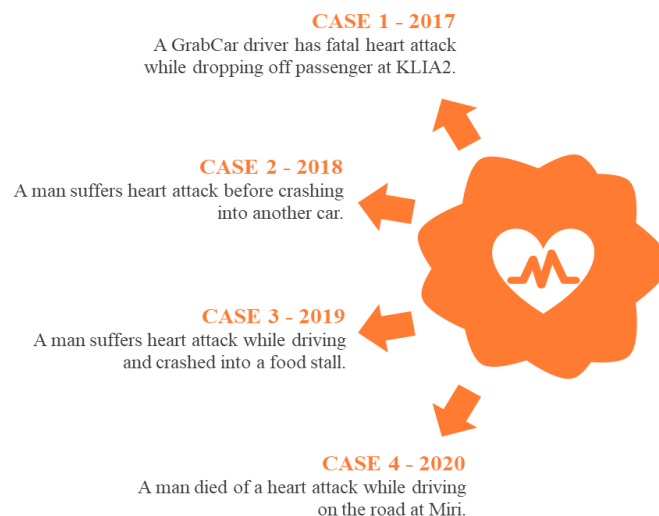 CASE 1 - 2017
A GrabCar driver has fatal heart attack
while dropping off passenger at KLIA2.
CASE 2 - 2018
A man suffers heart attack before crashing
into another car.
CASE 3 - 2019
A man suffers heart attack while driving
and crashed into a food stall.
CASE 4 - 2020
A man died of a heart attack while driving
on the road at Miri.